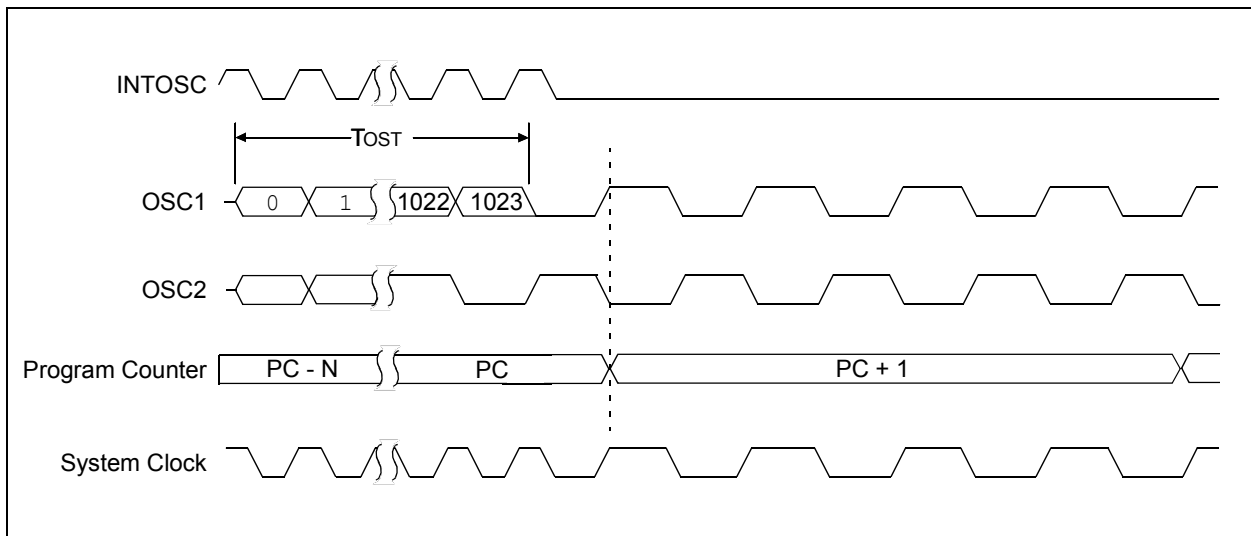 INTOSC
TOST
OSC1
0 1 1022 1023
OSC2
Program Counter
PC - N PC PC + 1
System Clock